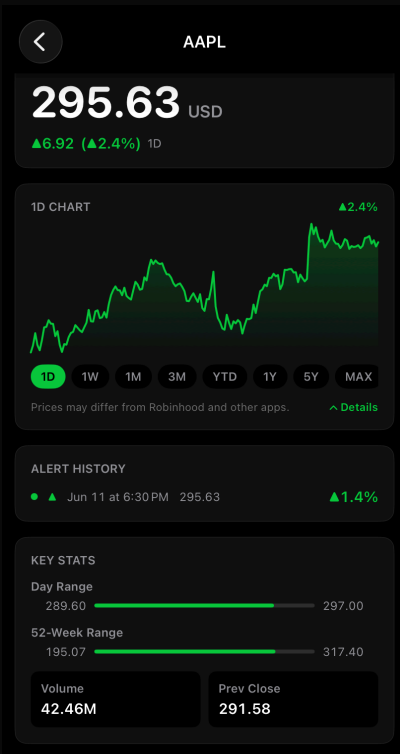 AAPL
295.63 USD
▲6.92 (▲2.4%) 1D
1D CHART ▲2.4%
1D 1W 1M 3M YTD 1Y 5Y MAX
Prices may differ from Robinhood and other apps. Details
ALERT HISTORY
Jun 11 at 6:30 PM 295.63 ▲1.4%
KEY STATS
Day Range
289.60 297.00
52-Week Range
195.07 317.40
Volume Prev Close
42.46M 291.58